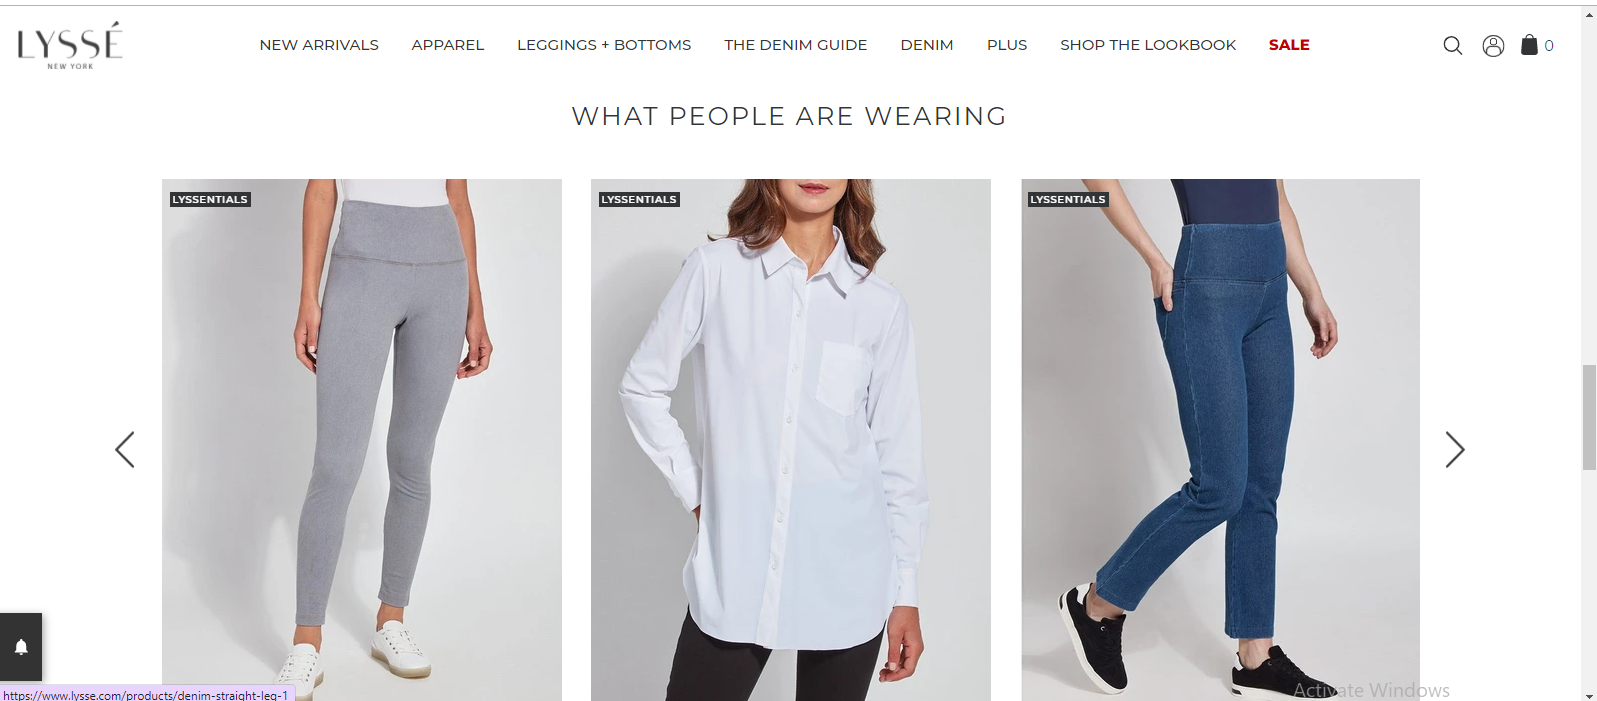 LYSSÉ
NEW YORK
NEW ARRIVALS
APPAREL
LEGGINGS + BOTTOMS
THE DENIM GUIDE
DENIM
PLUS
SHOP THE LOOKBOOK
SALE
0
WHAT PEOPLE ARE WEARING
LYSSENTIALS
LYSSENTIALS
LYSSENTIALS
https://www.lysse.com/products/denim-straight-leg-1
Activate Windows